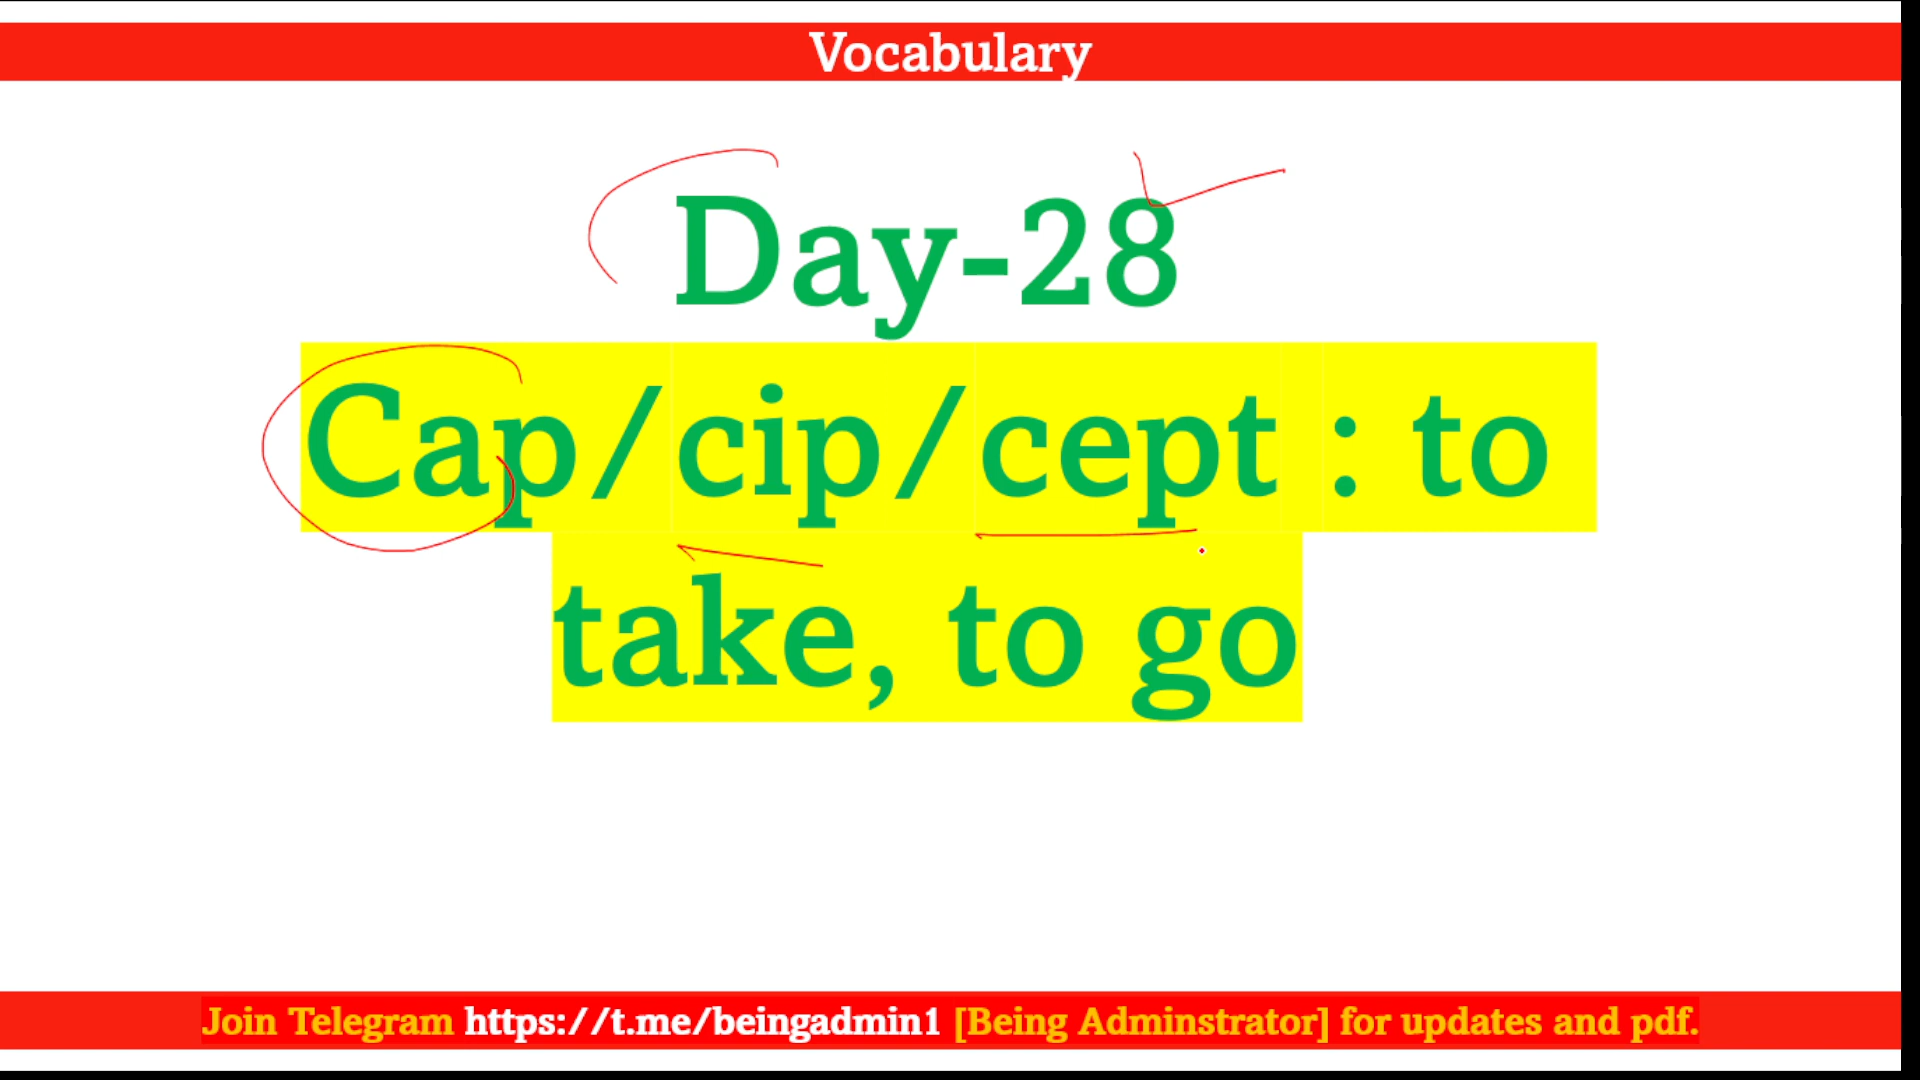 Vocabulary
Day-28
Cap/cip/cept : to
take, to go
Join Telegram https://t.me/beingadmin1 [Being Adminstrator] for updates and pdf.